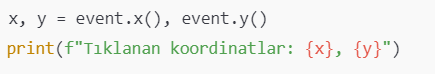 x, y = event.x(), event.y()
print(f"Tıklanan koordinatlar: {x}, {y}")